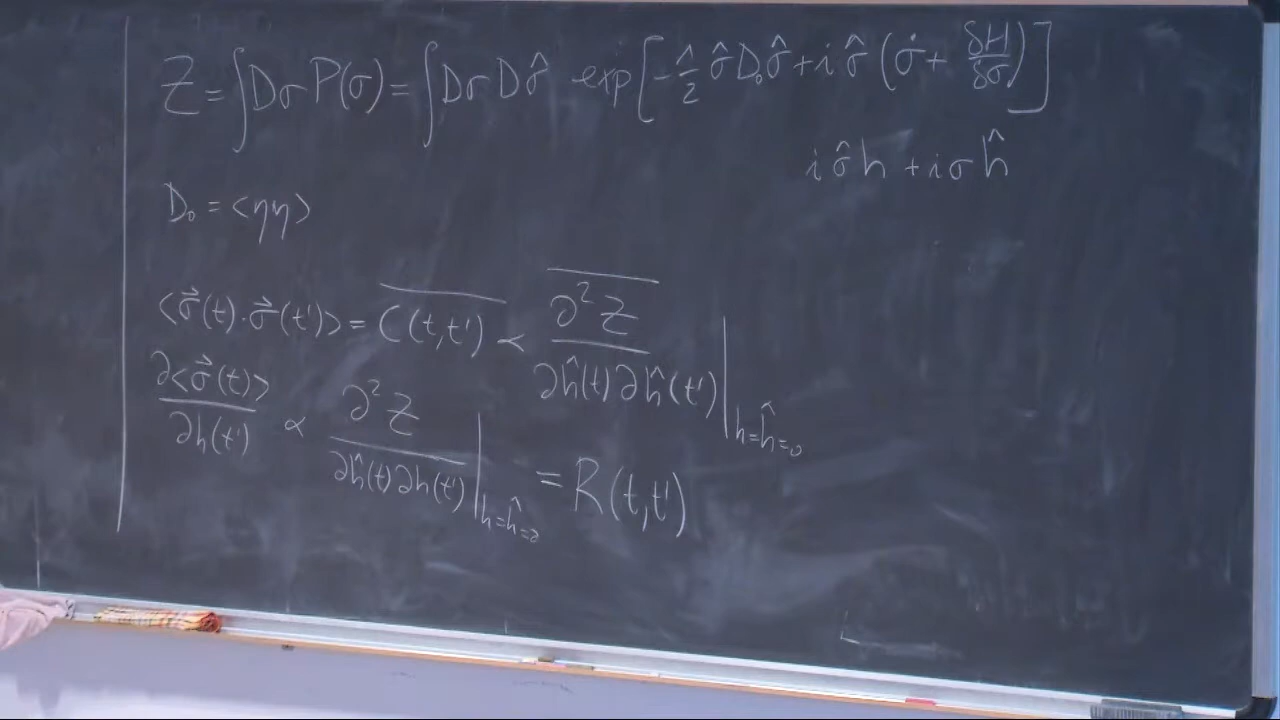 Z = ∫Dσ P(σ) = ∫Dσ Dσ̂ exp[-1/2 σ̂ D₀ σ̂ + i σ̂ (σ̇ + δH/δσ)]
i σ̂ h + i σ ĥ
D₀ = <ηη>
<σ⃗(t)·σ⃗(t')> = C(t,t') ∝ ∂²Z/∂ĥ(t)∂ĥ(t') |h=ĥ=0
∂<σ⃗(t)>/∂h(t') ∝ ∂²Z/∂ĥ(t)∂h(t') |h=ĥ=0 = R(t,t')